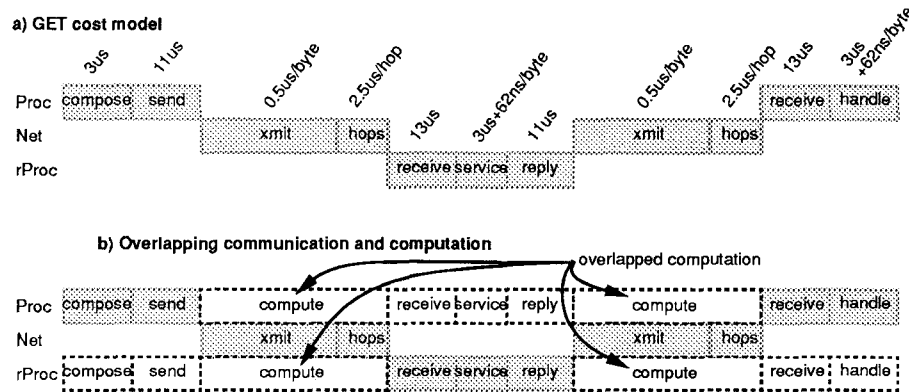 a) GET cost model
3us 11us 0.5us/byte 2.5us/hop 13us 3us+62ns/byte 11us 0.5us/byte 2.5us/hop 13us 3us +62ns/byte
Proc compose send receive handle
Net xmit hops xmit hops
rProc receive service reply
b) Overlapping communication and computation
overlapped computation
Proc compose send compute receive service reply compute receive handle
Net xmit hops xmit hops
rProc compose send compute receive service reply compute receive handle